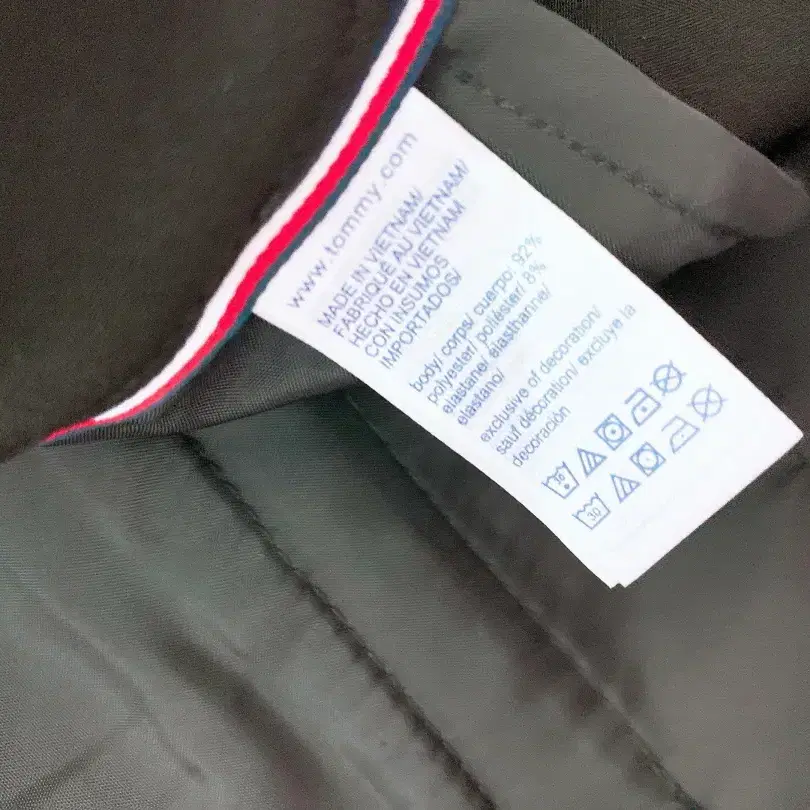 www.tommy.com
MADE IN VIETNAM/
FABRIQUÉ AU VIETNAM/
HECHO EN VIETNAM
CON INSUMOS
IMPORTADOS/
body/ corps/ cuerpo: 92%
polyester/ poliéster/ 8%
elastane/ élasthanne/
elastano/
exclusive of decoration/
sauf décoration/ excluye la
decoración
30
30